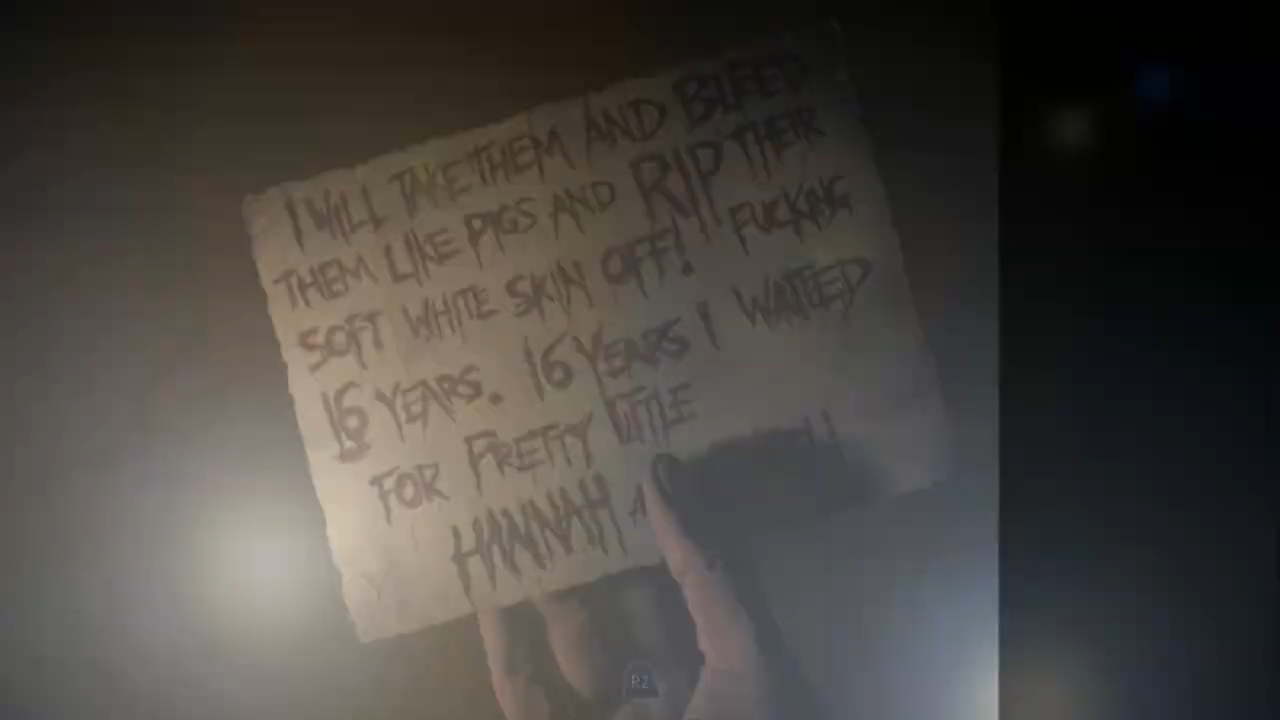 I WILL TAKE THEM AND BLEED
THEM LIKE PIGS AND RIP THEIR
SOFT WHITE SKIN OFF! FUCKING
16 YEARS. 16 YEARS I WAITED
FOR PRETTY LITTLE
HANNAH
R2